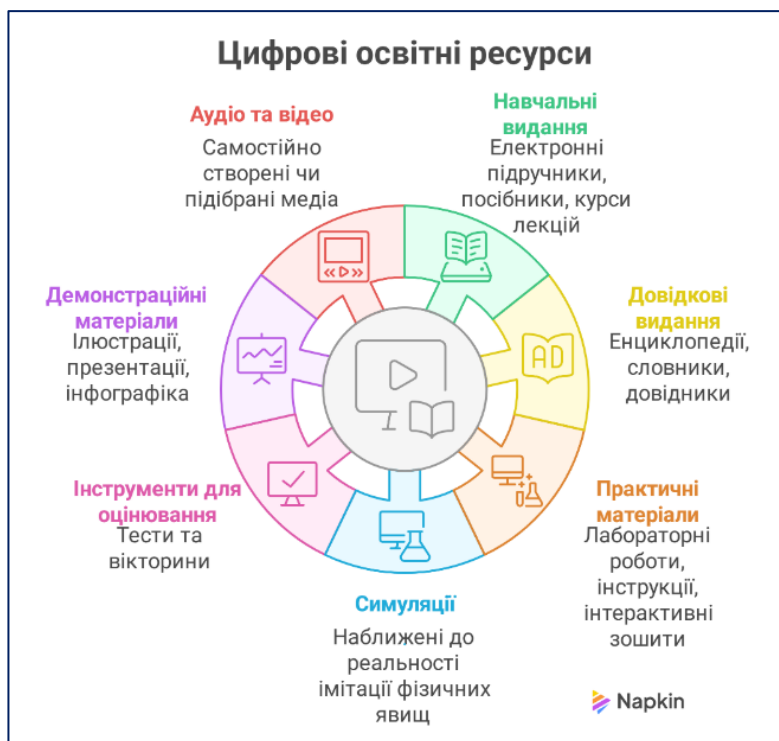 Цифрові освітні ресурси
Аудіо та відео
Самостійно
створені чи
підібрані медіа
Навчальні
видання
Електронні
підручники,
посібники, курси
лекцій
Довідкові
видання
Енциклопедії,
словники,
довідники
Практичні
матеріали
Лабораторні
роботи,
інструкції,
інтерактивні
зошити
Симуляції
Наближені до
реальності
імітації фізичних
явищ
Інструменти для
оцінювання
Тести та
вікторини
Демонстраційні
матеріали
Ілюстрації,
презентації,
інфографіка
AD
Napkin